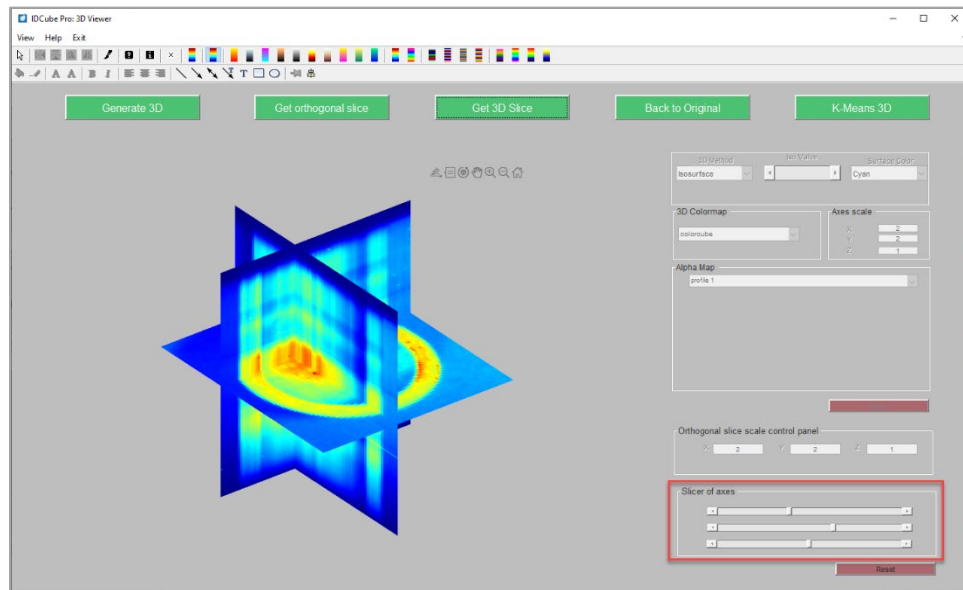 IDCube Pro: 3D Viewer
View Help Exit
A A B I
T
Generate 3D Get orthogonal slice Get 3D Slice Back to Original K-Means 3D
3D Method Iso Value Surface Color
Isosurface Cyan
3D Colormap Axes scale
colorcube X: 2
Y: 2
Z: 1
Alpha Map
profile 1
Orthogonal slice scale control panel
X: 2 Y: 2 Z: 1
Slicer of axes
Reset